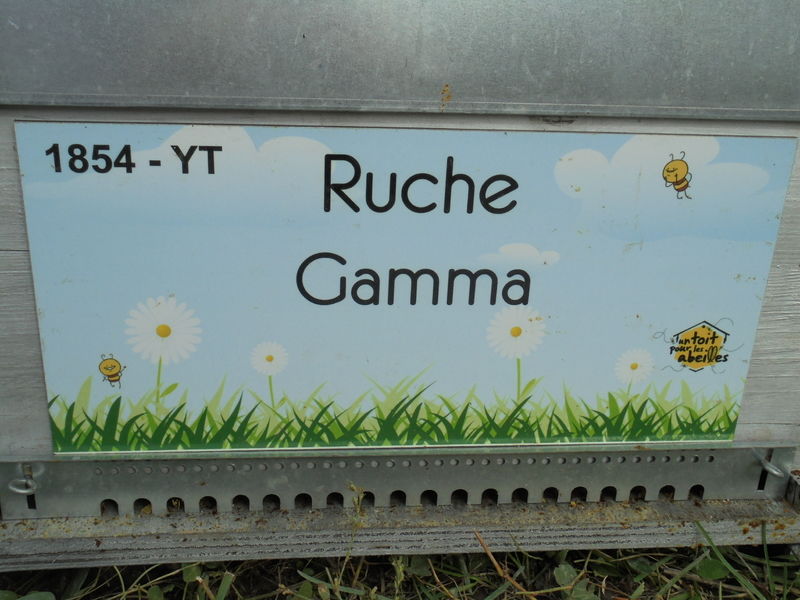 1854 - YT
Ruche
Gamma
un toit
pour les
abeilles